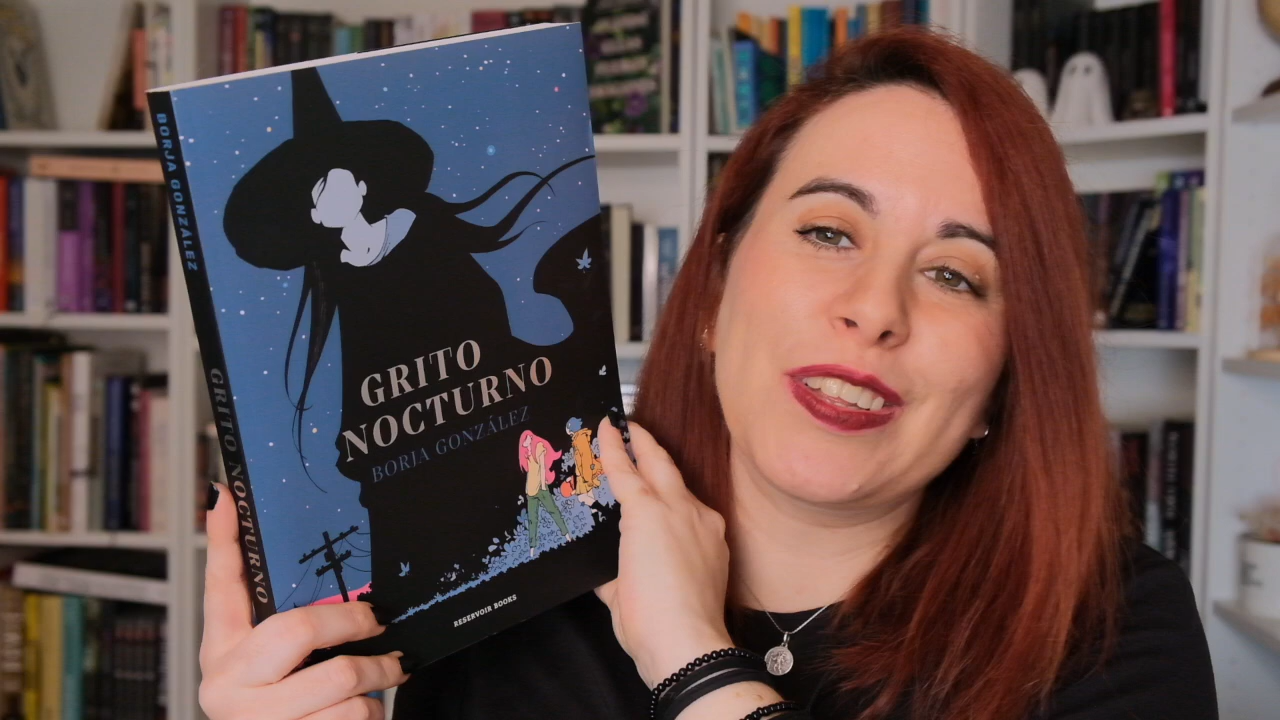 BORJA GONZÁLEZ
GRITO NOCTURNO
GRITO
NOCTURNO
BORJA GONZÁLEZ
RESERVOIR BOOKS